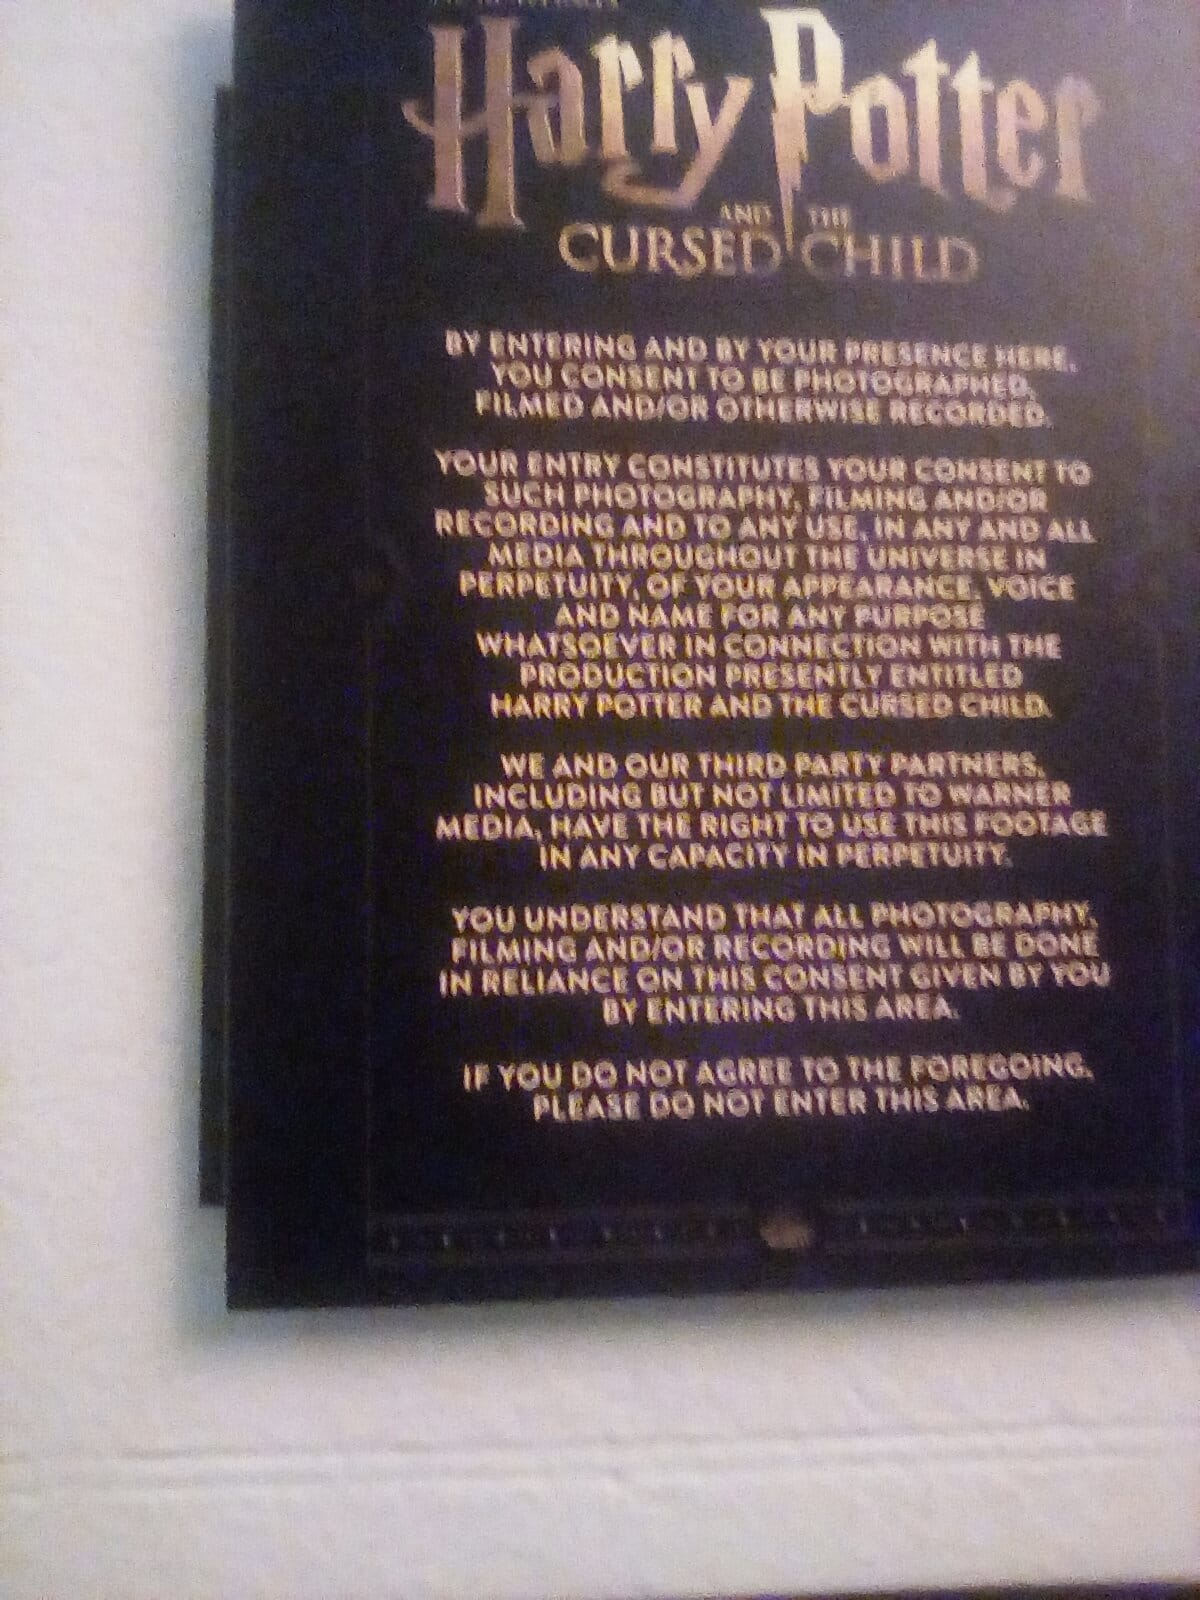 Harry Potter
AND THE
CURSED CHILD
BY ENTERING AND BY YOUR PRESENCE HERE,
YOU CONSENT TO BE PHOTOGRAPHED,
FILMED AND/OR OTHERWISE RECORDED.
YOUR ENTRY CONSTITUTES YOUR CONSENT TO
SUCH PHOTOGRAPHY, FILMING AND/OR
RECORDING AND TO ANY USE, IN ANY AND ALL
MEDIA THROUGHOUT THE UNIVERSE IN
PERPETUITY, OF YOUR APPEARANCE, VOICE
AND NAME FOR ANY PURPOSE
WHATSOEVER IN CONNECTION WITH THE
PRODUCTION PRESENTLY ENTITLED
HARRY POTTER AND THE CURSED CHILD.
WE AND OUR THIRD PARTY PARTNERS,
INCLUDING BUT NOT LIMITED TO WARNER
MEDIA, HAVE THE RIGHT TO USE THIS FOOTAGE
IN ANY CAPACITY IN PERPETUITY.
YOU UNDERSTAND THAT ALL PHOTOGRAPHY,
FILMING AND/OR RECORDING WILL BE DONE
IN RELIANCE ON THIS CONSENT GIVEN BY YOU
BY ENTERING THIS AREA.
IF YOU DO NOT AGREE TO THE FOREGOING,
PLEASE DO NOT ENTER THIS AREA.